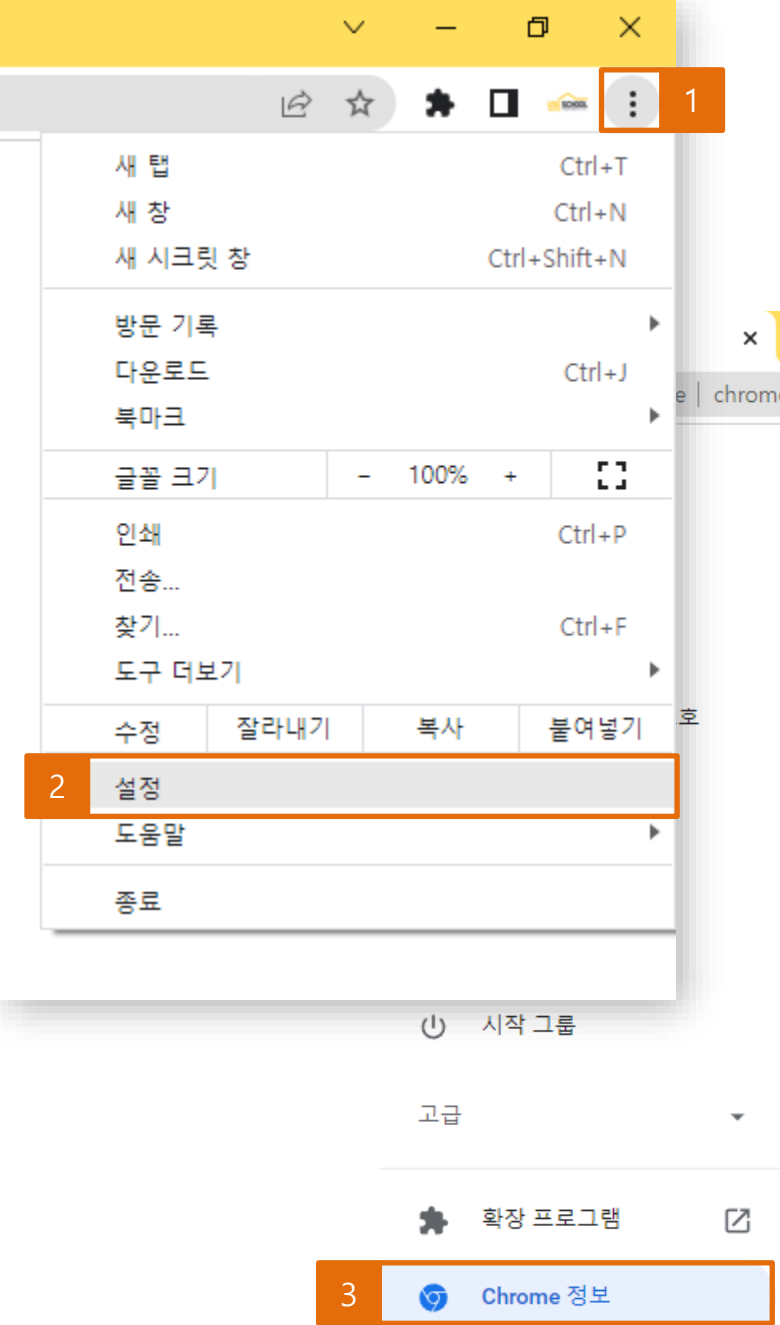 1
새 탭 Ctrl+T
새 창 Ctrl+N
새 시크릿 창 Ctrl+Shift+N
방문 기록
다운로드 Ctrl+J
북마크
글꼴 크기 - 100% +
인쇄 Ctrl+P
전송...
찾기... Ctrl+F
도구 더보기
수정 잘라내기 복사 붙여넣기
2 설정
도움말
종료
e | chrome
호
시작 그룹
고급
확장 프로그램
3 Chrome 정보